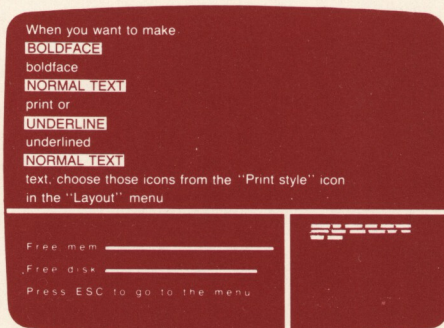 When you want to make
BOLDFACE
boldface
NORMAL TEXT
print or
UNDERLINE
underlined
NORMAL TEXT
text, choose those icons from the "Print style" icon
in the "Layout" menu
Free mem
Free disk
Press ESC to go to the menu